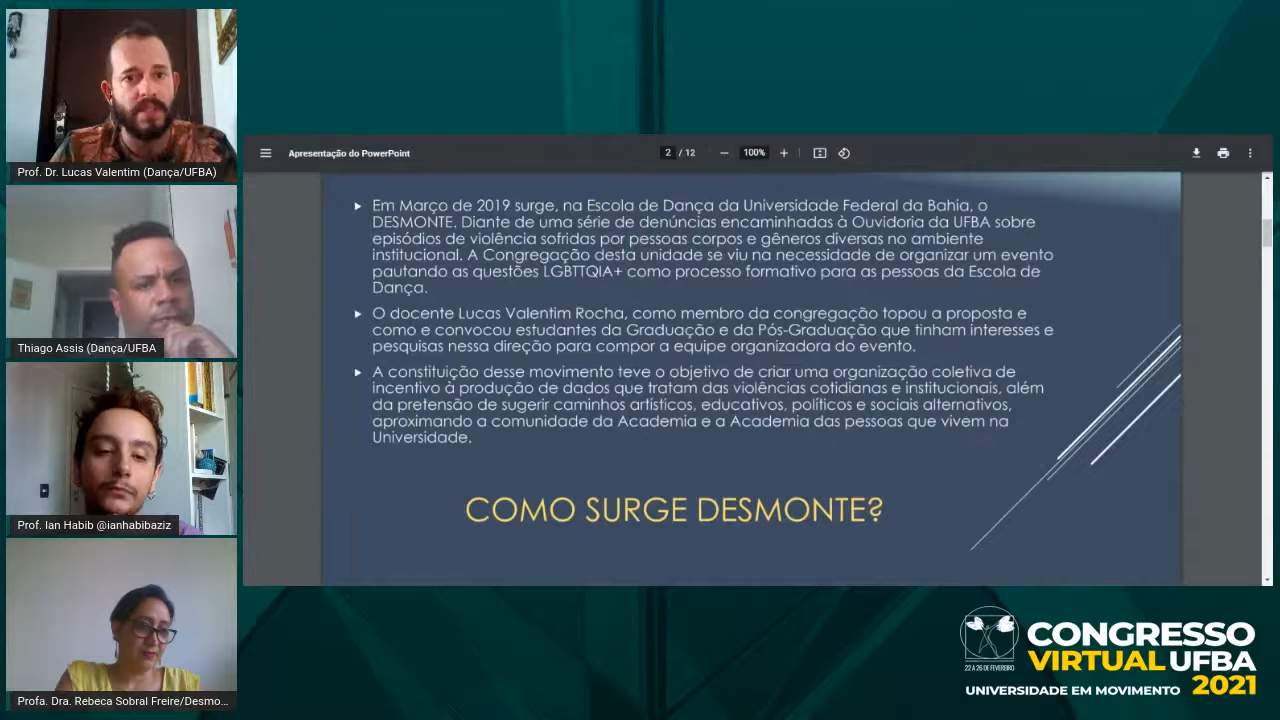 Prof. Dr. Lucas Valentim (Dança/UFBA)
Thiago Assis (Dança/UFBA
Prof. Ian Habib @ianhabibaziz
Profa. Dra. Rebeca Sobral Freire/Desmo...
Apresentação do PowerPoint
2 / 12
100%
Em Março de 2019 surge, na Escola de Dança da Universidade Federal da Bahia, o
DESMONTE. Diante de uma série de denúncias encaminhadas à Ouvidoria da UFBA sobre
episódios de violência sofridas por pessoas corpos e gêneros diversas no ambiente
institucional. A Congregação desta unidade se viu na necessidade de organizar um evento
pautando as questões LGBTTQIA+ como processo formativo para as pessoas da Escola de
Dança.
O docente Lucas Valentim Rocha, como membro da congregação topou a proposta e
como e convocou estudantes da Graduação e da Pós-Graduação que tinham interesses e
pesquisas nessa direção para compor a equipe organizadora do evento.
A constituição desse movimento teve o objetivo de criar uma organização coletiva de
incentivo à produção de dados que tratam das violências cotidianas e institucionais, além
da pretensão de sugerir caminhos artísticos, educativos, políticos e sociais alternativos,
aproximando a comunidade da Academia e a Academia das pessoas que vivem na
Universidade.
COMO SURGE DESMONTE?
22 A 26 DE FEVEREIRO
CONGRESSO
VIRTUAL UFBA
UNIVERSIDADE EM MOVIMENTO 2021